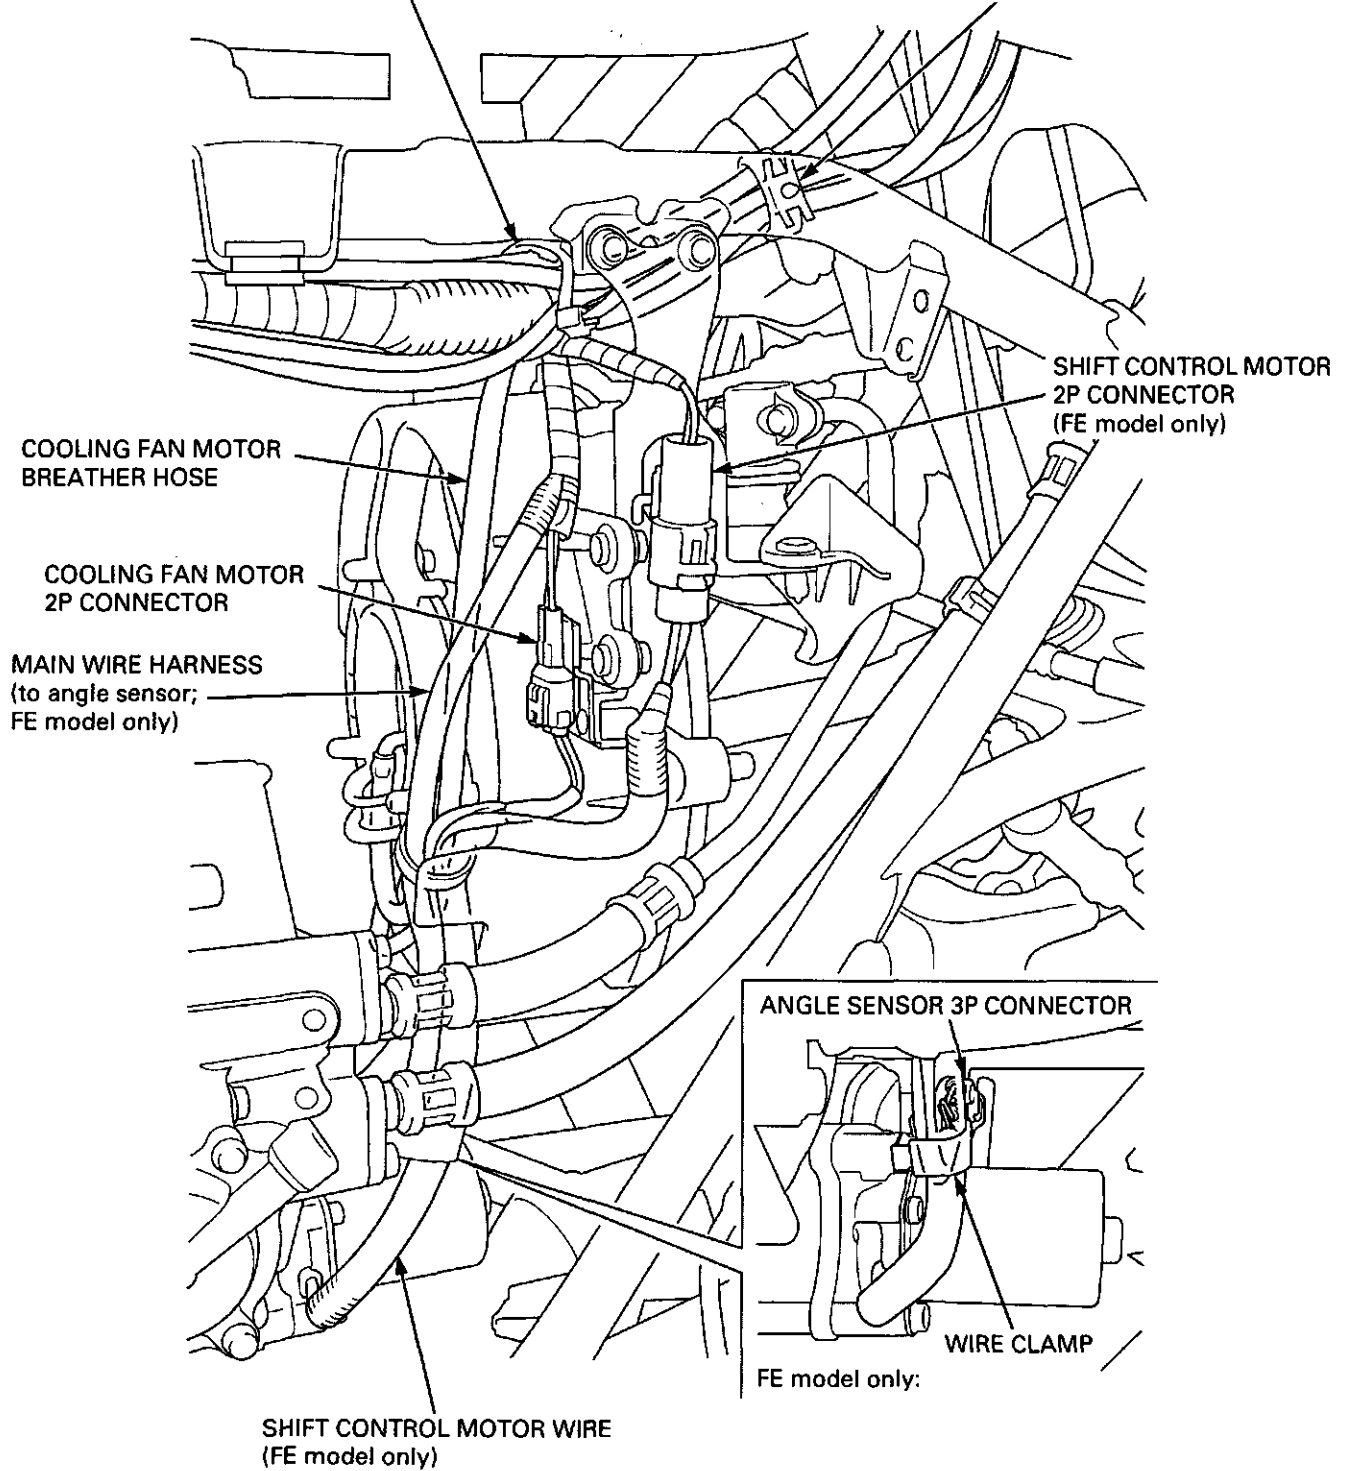 SHIFT CONTROL MOTOR
2P CONNECTOR
(FE model only)
COOLING FAN MOTOR
BREATHER HOSE
COOLING FAN MOTOR
2P CONNECTOR
MAIN WIRE HARNESS
(to angle sensor;
FE model only)
ANGLE SENSOR 3P CONNECTOR
WIRE CLAMP
FE model only:
SHIFT CONTROL MOTOR WIRE
(FE model only)